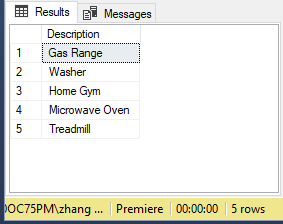 Results Messages
Description
1 Gas Range
2 Washer
3 Home Gym
4 Microwave Oven
5 Treadmill
OC75PM\zhang ... Premiere 00:00:00 5 rows